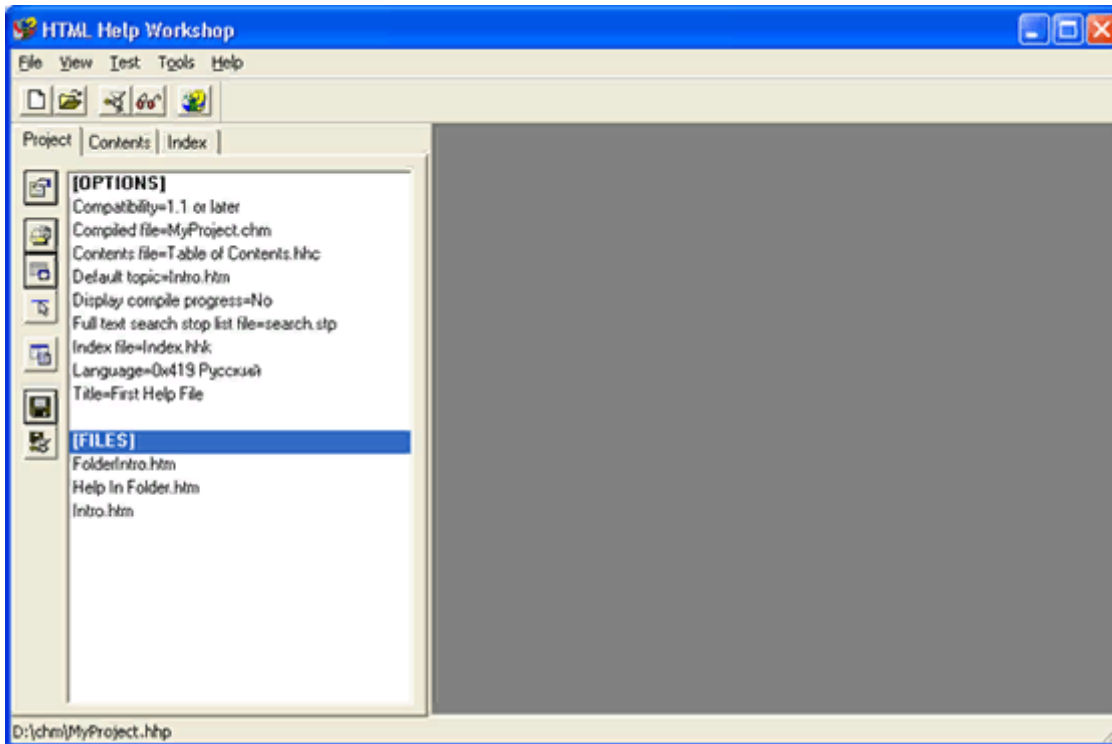 HTML Help Workshop
File View Test Tools Help
Project Contents Index
[OPTIONS]
Compatibility=1.1 or later
Compiled file=MyProject.chm
Contents file=Table of Contents.hhc
Default topic=Intro.htm
Display compile progress=No
Full text search stop list file=search.stp
Index file=Index.hhk
Language=0x419 Русский
Title=First Help File
[FILES]
FolderIntro.htm
Help In Folder.htm
Intro.htm
D:\chm\MyProject.hhp